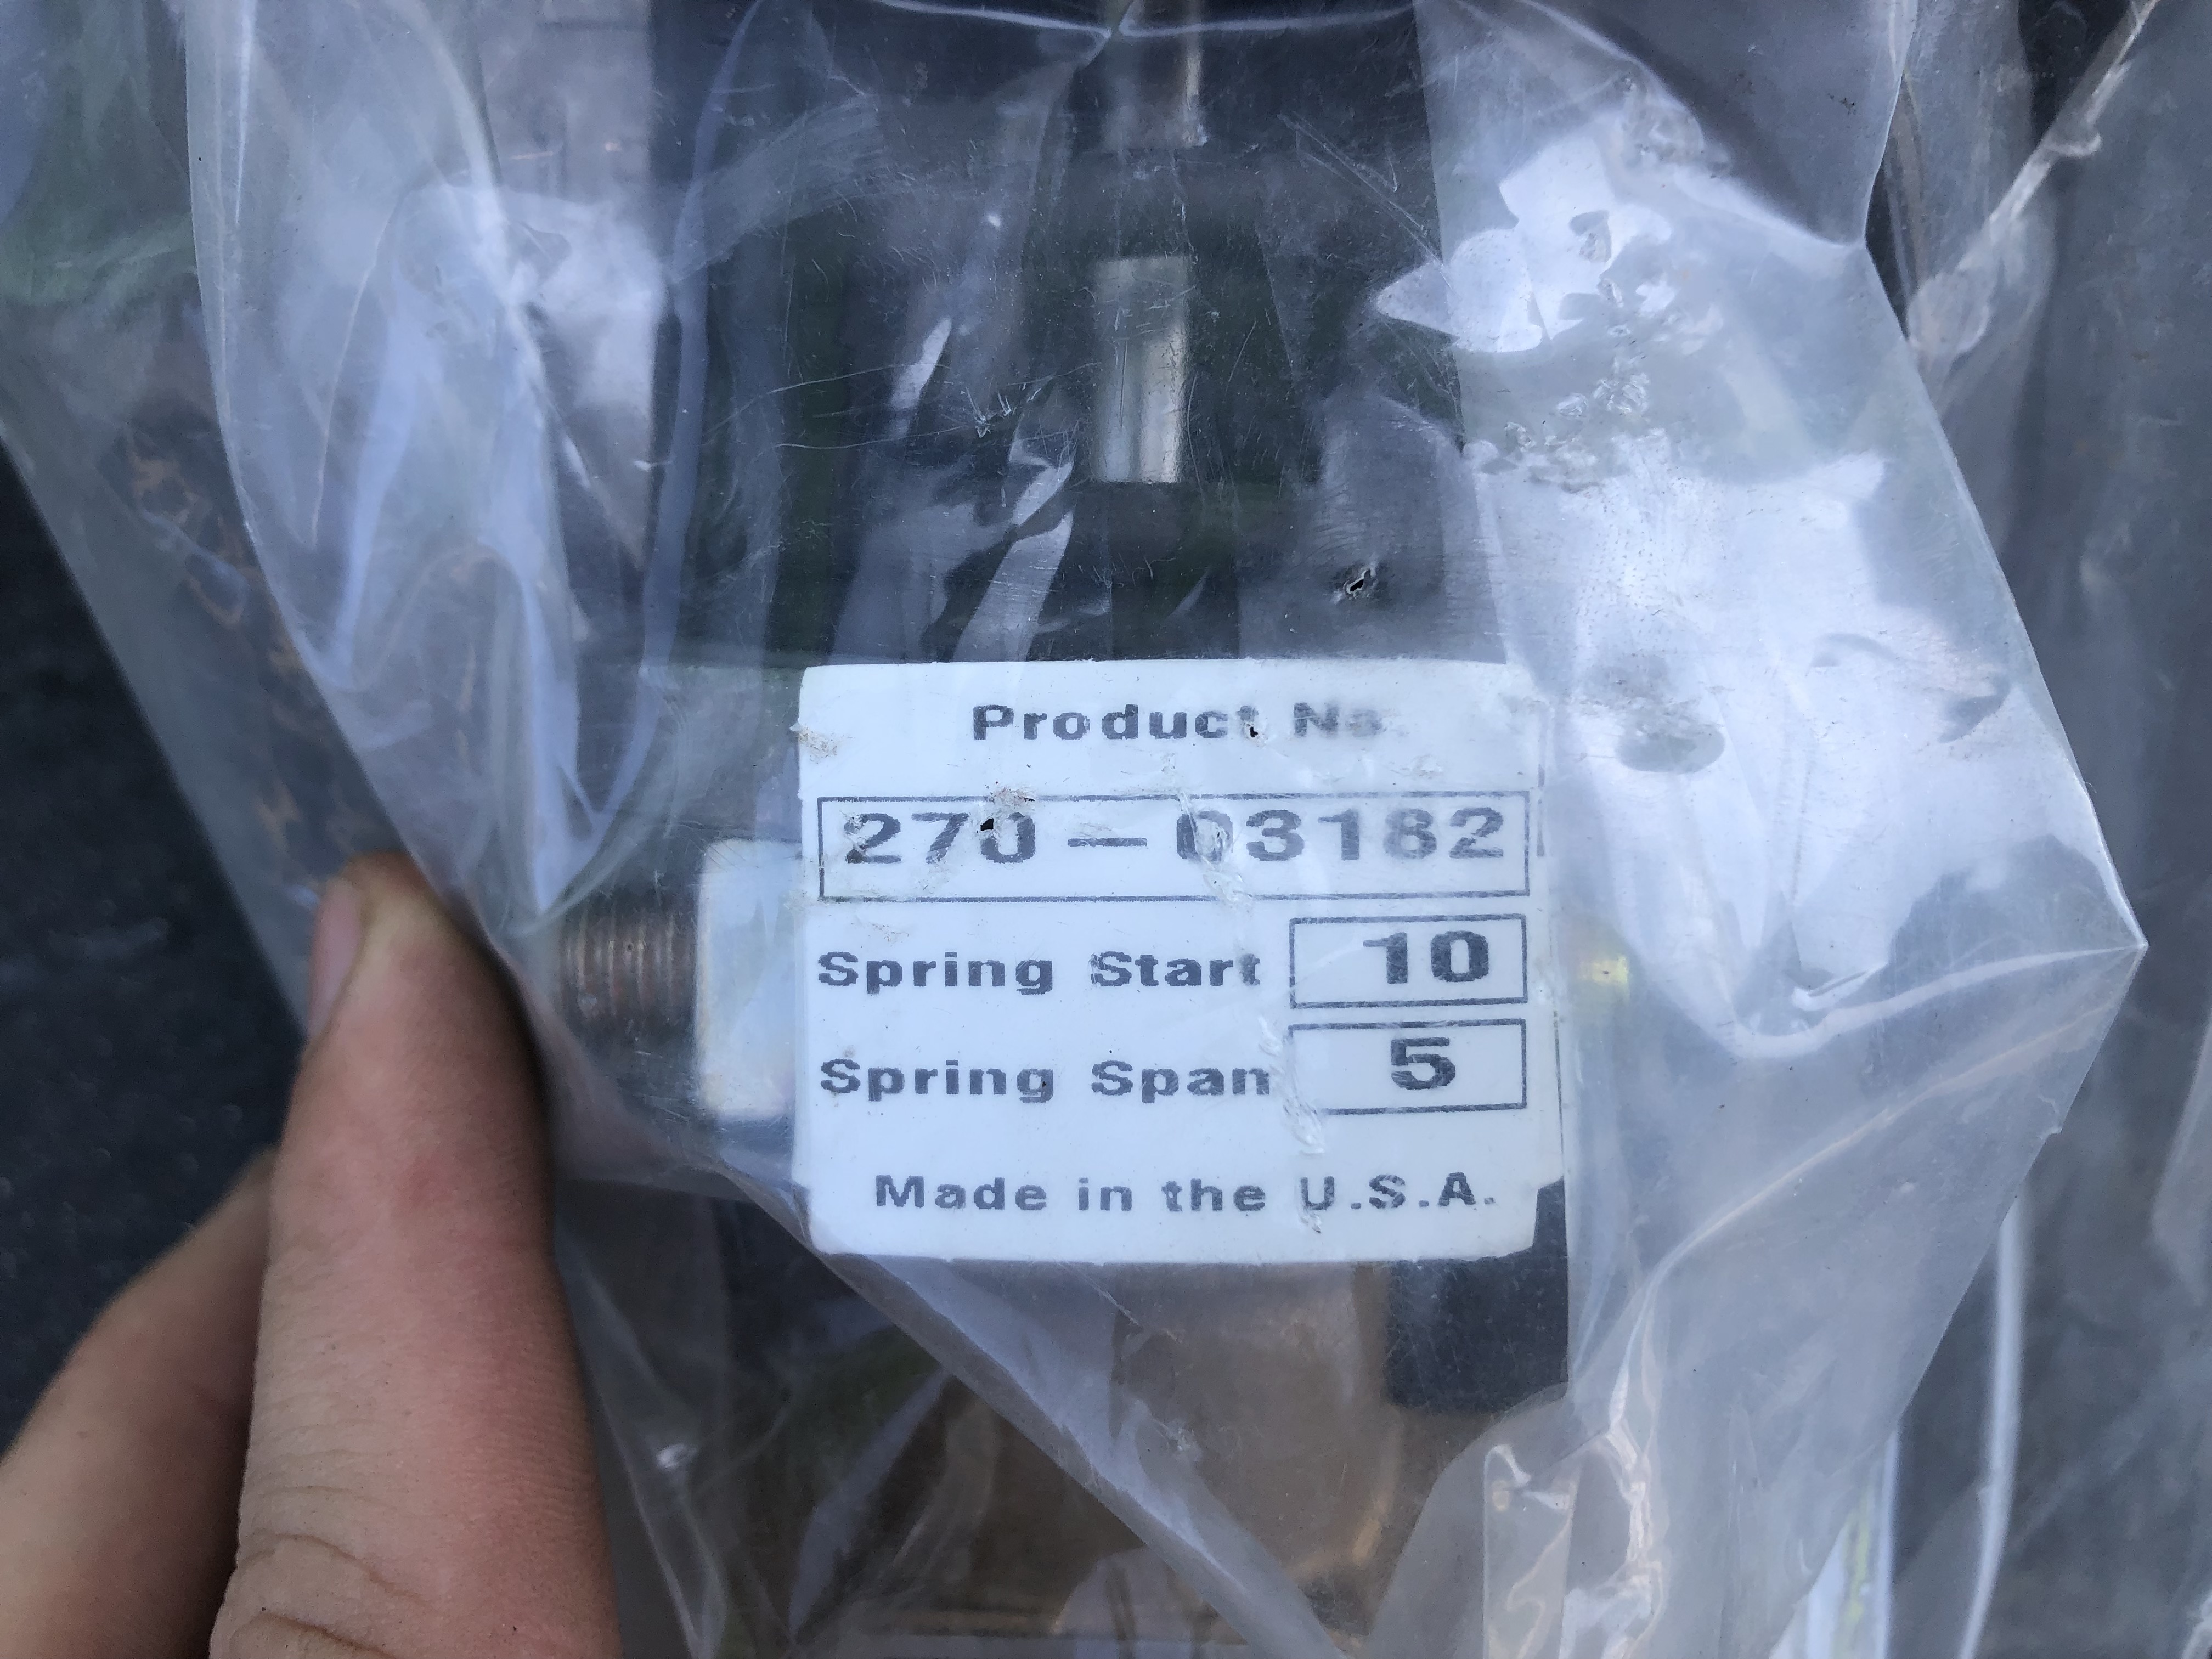 Product No.
270-03182
Spring Start 10
Spring Span 5
Made in the U.S.A.